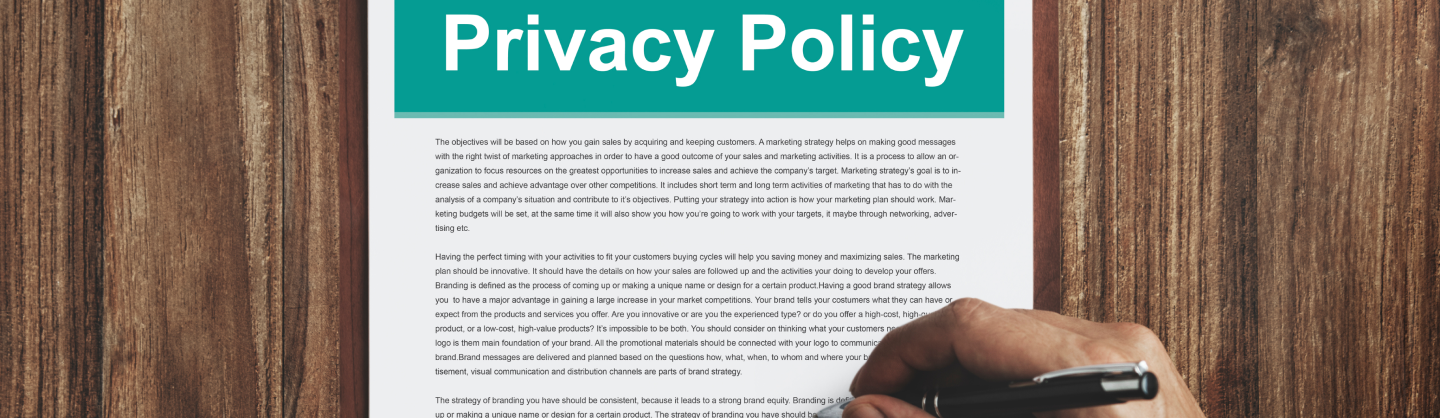 Privacy Policy
The objectives will be based on how you gain sales by acquiring and keeping customers. A marketing strategy helps on making good messages
with the right twist of marketing approaches in order to have a good outcome of your sales and marketing activities. It is a process to allow an or-
ganization to focus resources on the greatest opportunities to increase sales and achieve the company's target. Marketing strategy's goal is to in-
crease sales and achieve advantage over other competitions. It includes short term and long term activities of marketing that has to do with the
analysis of a company's situation and contribute to it's objectives. Putting your strategy into action is how your marketing plan should work. Mar-
keting budgets will be set, at the same time it will also show you how you're going to work with your targets, it maybe through networking, adver-
tising etc.
Having the perfect timing with your activities to fit your customers buying cycles will help you saving money and maximizing sales. The marketing
plan should be innovative. It should have the details on how your sales are followed up and the activities your doing to develop your offers.
Branding is defined as the process of coming up or making a unique name or design for a certain product.Having a good brand strategy allows
you to have a major advantage in gaining a large increase in your market competitions. Your brand tells your costumers what they can have or
expect from the products and services you offer. Are you innovative or are you the experienced type? or do you offer a high-cost,
product, or a low-cost, high-value products? It's impossible to be both. You should consider on thinking what your customers
logo is them main foundation of your brand. All the promotional materials should be connected with your logo to
brand.Brand messages are delivered and planned based on the questions how, what, when, to whom and where your
tisement, visual communication and distribution channels are parts of brand strategy.
The strategy of branding you have should be consistent, because it leads to a strong brand equity. Branding is
up or making a unique name or design for a certain product. The strategy of branding you have should